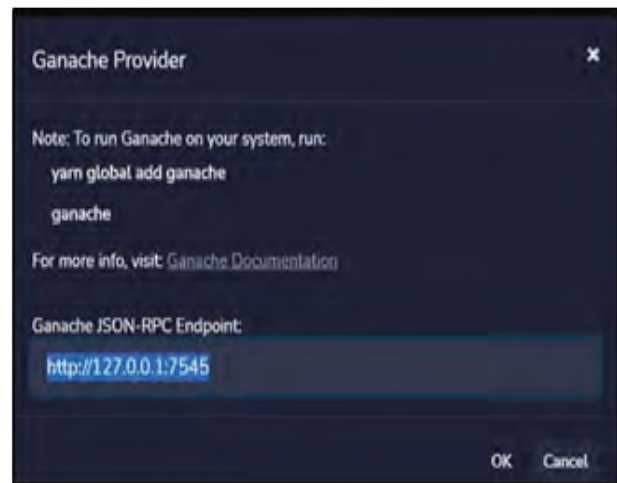 Ganache Provider
×
Note: To run Ganache on your system, run:
yarn global add ganache
ganache
For more info, visit: Ganache Documentation
Ganache JSON-RPC Endpoint:
http://127.0.0.1:7545
OK Cancel